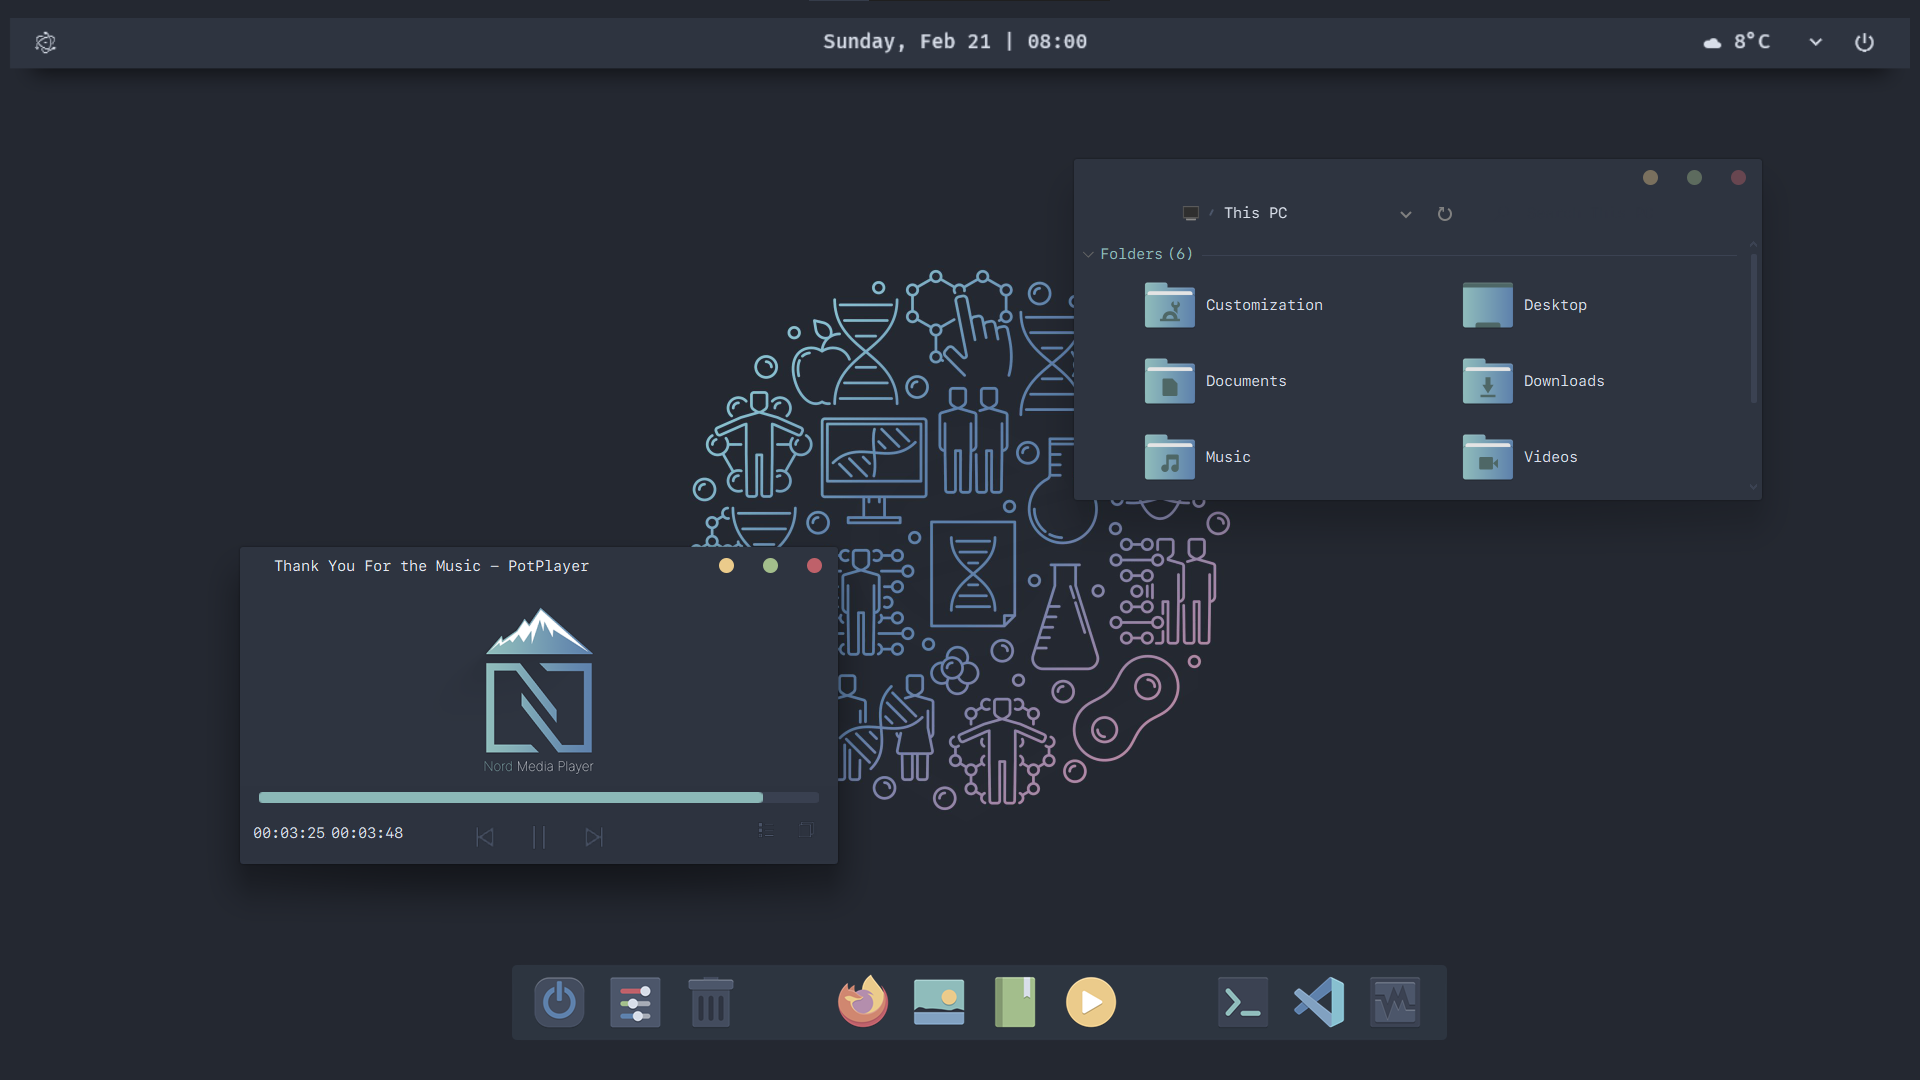 Sunday, Feb 21 | 08:00
8°C
This PC
Folders (6)
Customization
Desktop
Documents
Downloads
Music
Videos
Thank You For the Music – PotPlayer
Nord Media Player
00:03:25 00:03:48